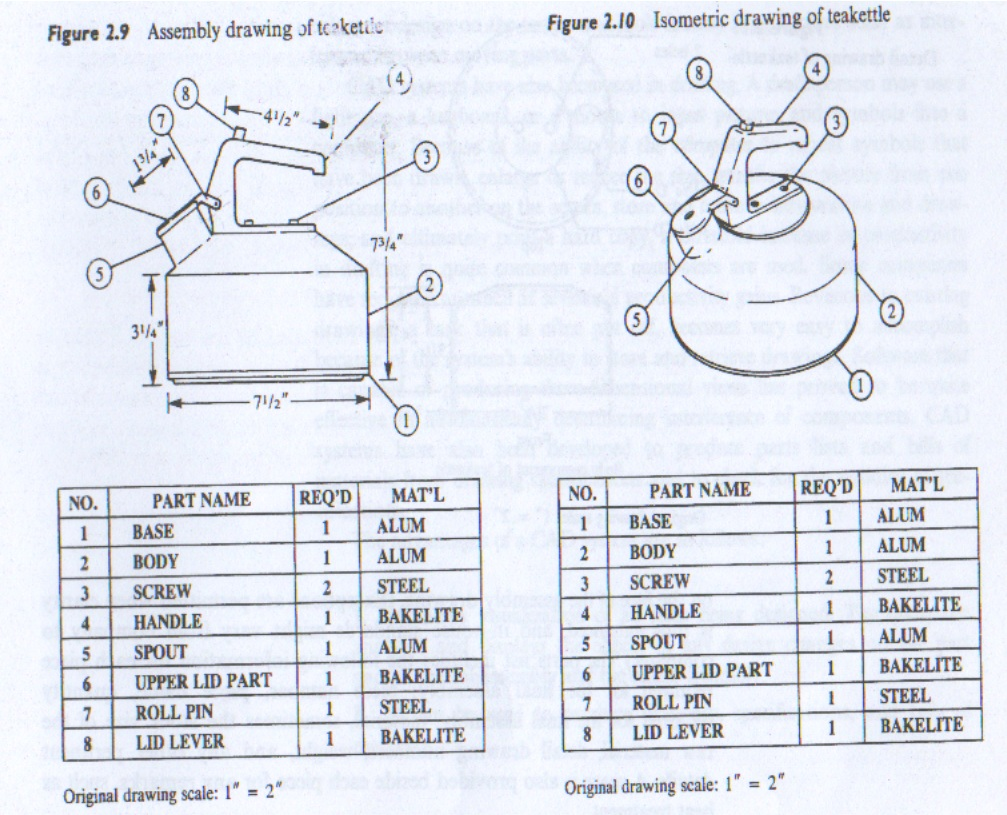 Figure 2.9 Assembly drawing of teakettle
8
4
4 1/2"
7
3
1 3/4"
6
7 3/4"
5
2
3 1/4"
7 1/2"
1
NO. PART NAME REQ'D MAT'L
BASE 1 ALUM
2 BODY 1 ALUM
3 SCREW 2 STEEL
4 HANDLE 1 BAKELITE
5 SPOUT 1 ALUM
6 UPPER LID PART 1 BAKELITE
7 ROLL PIN 1 STEEL
8 LID LEVER 1 BAKELITE
Original drawing scale: 1" = 2"
Figure 2.10 Isometric drawing of teakettle
8
4
7
3
6
5
2
1
NO. PART NAME REQ'D MAT'L
1 BASE 1 ALUM
2 BODY 1 ALUM
3 SCREW 2 STEEL
4 HANDLE 1 BAKELITE
5 SPOUT 1 ALUM
6 UPPER LID PART 1 BAKELITE
7 ROLL PIN 1 STEEL
8 LID LEVER 1 BAKELITE
Original drawing scale: 1" = 2"